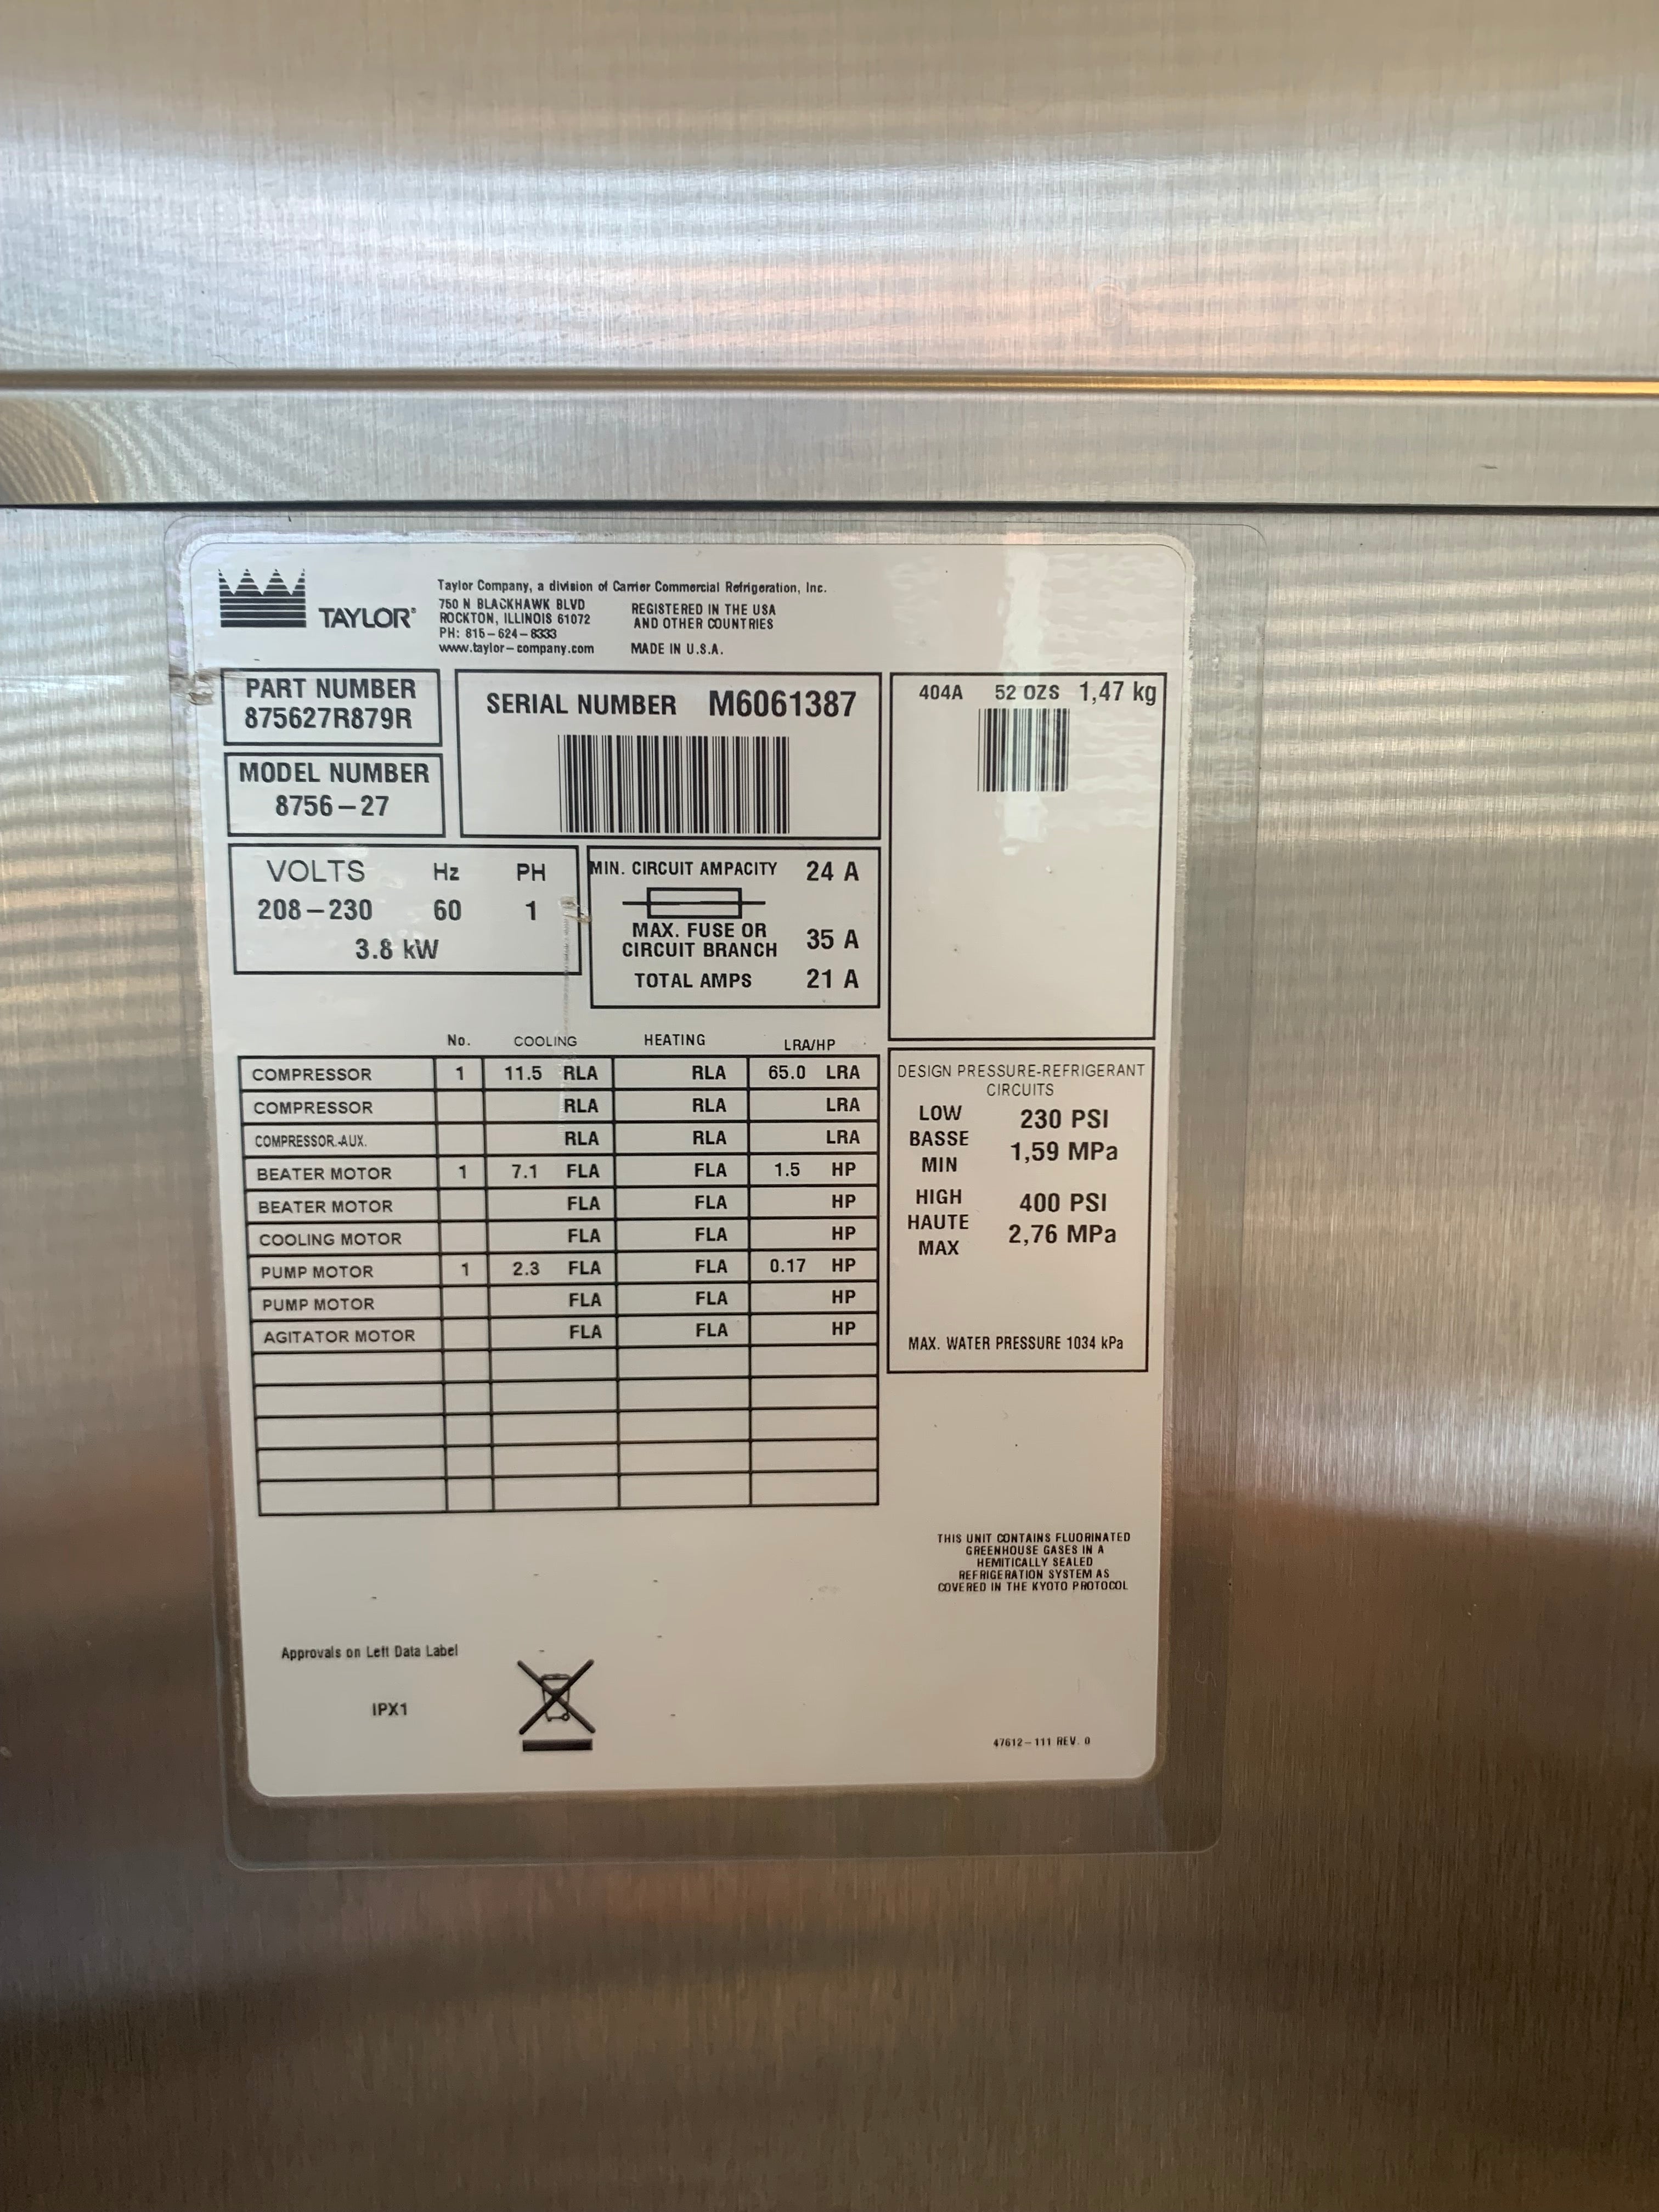 TAYLOR®
Taylor Company, a division of Carrier Commercial Refrigeration, Inc.
750 N BLACKHAWK BLVD
ROCKTON, ILLINOIS 61072
PH: 815-624-8333
www.taylor-company.com
REGISTERED IN THE USA
AND OTHER COUNTRIES
MADE IN U.S.A.
PART NUMBER
875627R879R
SERIAL NUMBER M6061387
404A 52 OZS 1,47 kg
MODEL NUMBER
8756-27
VOLTS Hz PH
208-230 60 1
3.8 kW
MIN. CIRCUIT AMPACITY 24 A
MAX. FUSE OR
CIRCUIT BRANCH 35 A
TOTAL AMPS 21 A
No. COOLING HEATING LRA/HP
COMPRESSOR 1 11.5 RLA RLA 65.0 LRA
COMPRESSOR RLA RLA LRA
COMPRESSOR.-AUX. RLA RLA LRA
BEATER MOTOR 1 7.1 FLA FLA 1.5 HP
BEATER MOTOR FLA FLA HP
COOLING MOTOR FLA FLA HP
PUMP MOTOR 1 2.3 FLA FLA 0.17 HP
PUMP MOTOR FLA FLA HP
AGITATOR MOTOR FLA FLA HP
DESIGN PRESSURE-REFRIGERANT
CIRCUITS
LOW 230 PSI
BASSE 1,59 MPa
MIN
HIGH 400 PSI
HAUTE 2,76 MPa
MAX
MAX. WATER PRESSURE 1034 kPa
THIS UNIT CONTAINS FLUORINATED
GREENHOUSE GASES IN A
HEMITICALLY SEALED
REFRIGERATION SYSTEM AS
COVERED IN THE KYOTO PROTOCOL
Approvals on Left Data Label
IPX1
47612-111 REV. 0